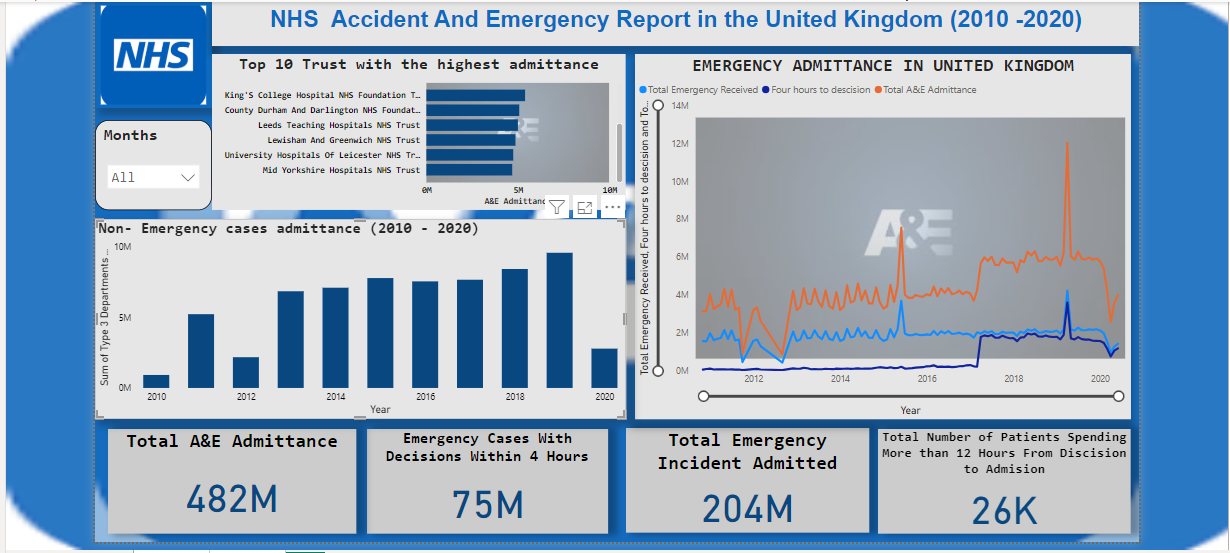 NHS Accident And Emergency Report in the United Kingdom (2010 -2020)
NHS
Months
All
Top 10 Trust with the highest admittance
King'S College Hospital NHS Foundation T…
County Durham And Darlington NHS Foundat…
Leeds Teaching Hospitals NHS Trust
Lewisham And Greenwich NHS Trust
University Hospitals Of Leicester NHS Tr…
Mid Yorkshire Hospitals NHS Trust
0M 5M 10M
A&E Admittanc
EMERGENCY ADMITTANCE IN UNITED KINGDOM
Total Emergency Received Four hours to descision Total A&E Admittance
Total Emergency Received, Four hours to descision and To…
14M
12M
10M
8M
6M
4M
2M
0M
A&E
2012 2014 2016 2018 2020
Year
Non- Emergency cases admittance (2010 - 2020)
Sum of Type 3 Departments …
10M
5M
0M
2010 2012 2014 2016 2018 2020
Year
Total A&E Admittance
482M
Emergency Cases With
Decisions Within 4 Hours
75M
Total Emergency
Incident Admitted
204M
Total Number of Patients Spending
More than 12 Hours From Discision
to Admision
26K